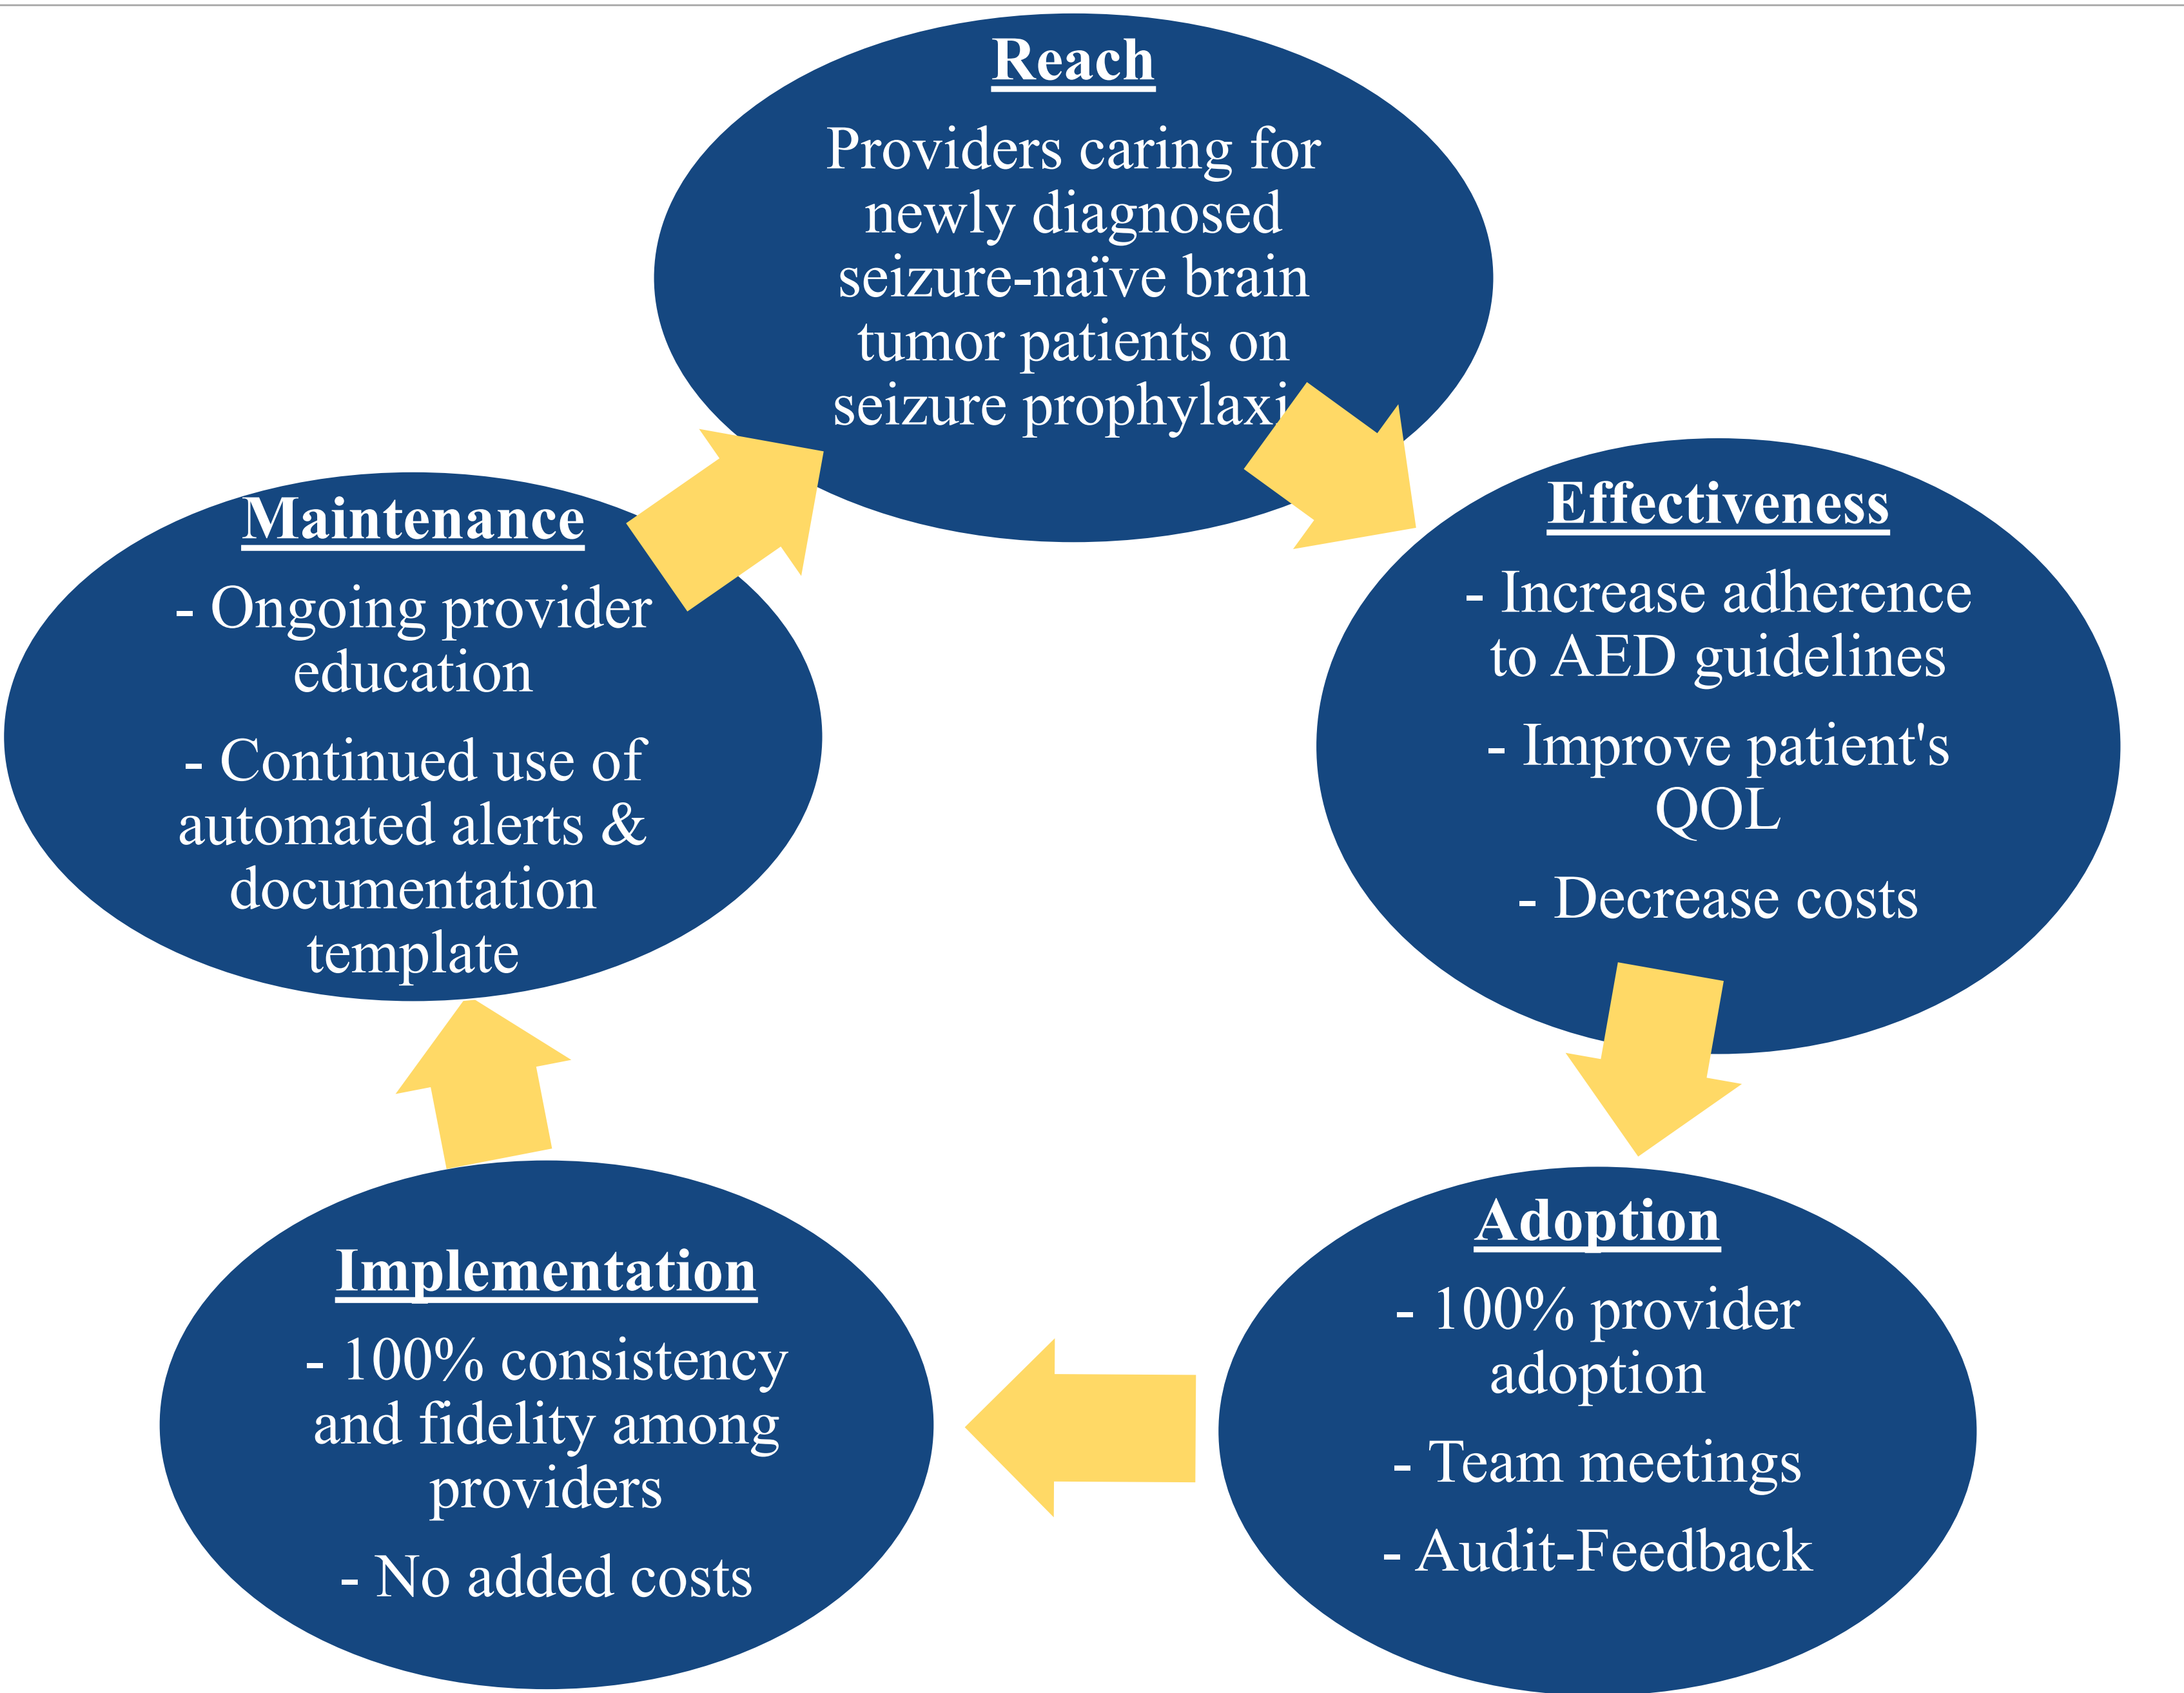 Reach
Providers caring for
newly diagnosed
seizure-naïve brain
tumor patients on
seizure prophylaxi
Effectiveness
- Increase adherence
to AED guidelines
- Improve patient's
QOL
- Decrease costs
Adoption
- 100% provider
adoption
- Team meetings
- Audit-Feedback
Implementation
- 100% consistency
and fidelity among
providers
- No added costs
Maintenance
- Ongoing provider
education
- Continued use of
automated alerts &
documentation
template